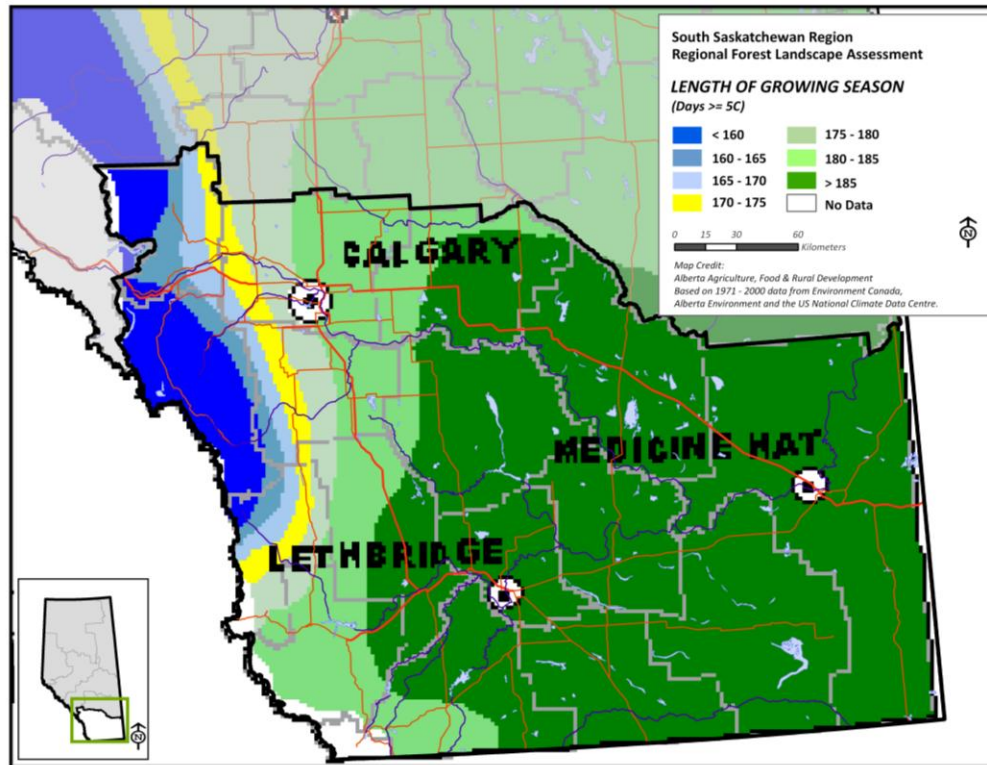 South Saskatchewan Region
Regional Forest Landscape Assessment
LENGTH OF GROWING SEASON
(Days >= 5C)
< 160
160 - 165
165 - 170
170 - 175
175 - 180
180 - 185
> 185
No Data
0 15 30 60
Kilometers
N
Map Credit:
Alberta Agriculture, Food & Rural Development
Based on 1971 - 2000 data from Environment Canada,
Alberta Environment and the US National Climate Data Centre.
CALGARY
MEDICINE HAT
LETHBRIDGE
N